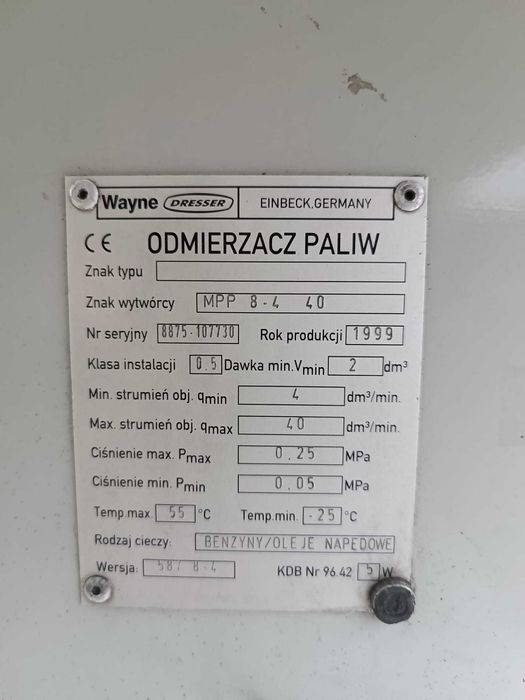 Wayne DRESSER EINBECK,GERMANY
CE ODMIERZACZ PALIW
Znak typu
Znak wytwórcy MPP 8-4 40
Nr seryjny 8875-107730 Rok produkcji 1999
Klasa instalacji 0.5 Dawka min.Vmin 2 dm³
Min. strumień obj. qmin 4 dm³/min.
Max. strumień obj. qmax 40 dm³/min.
Ciśnienie max. Pmax 0.25 MPa
Ciśnienie min. Pmin 0.05 MPa
Temp.max. 55 °C Temp.min. -25 °C
Rodzaj cieczy: BENZYNY/OLEJE NAPEDOWE
Wersja: 587 8-4 KDB Nr 96.42 5 W